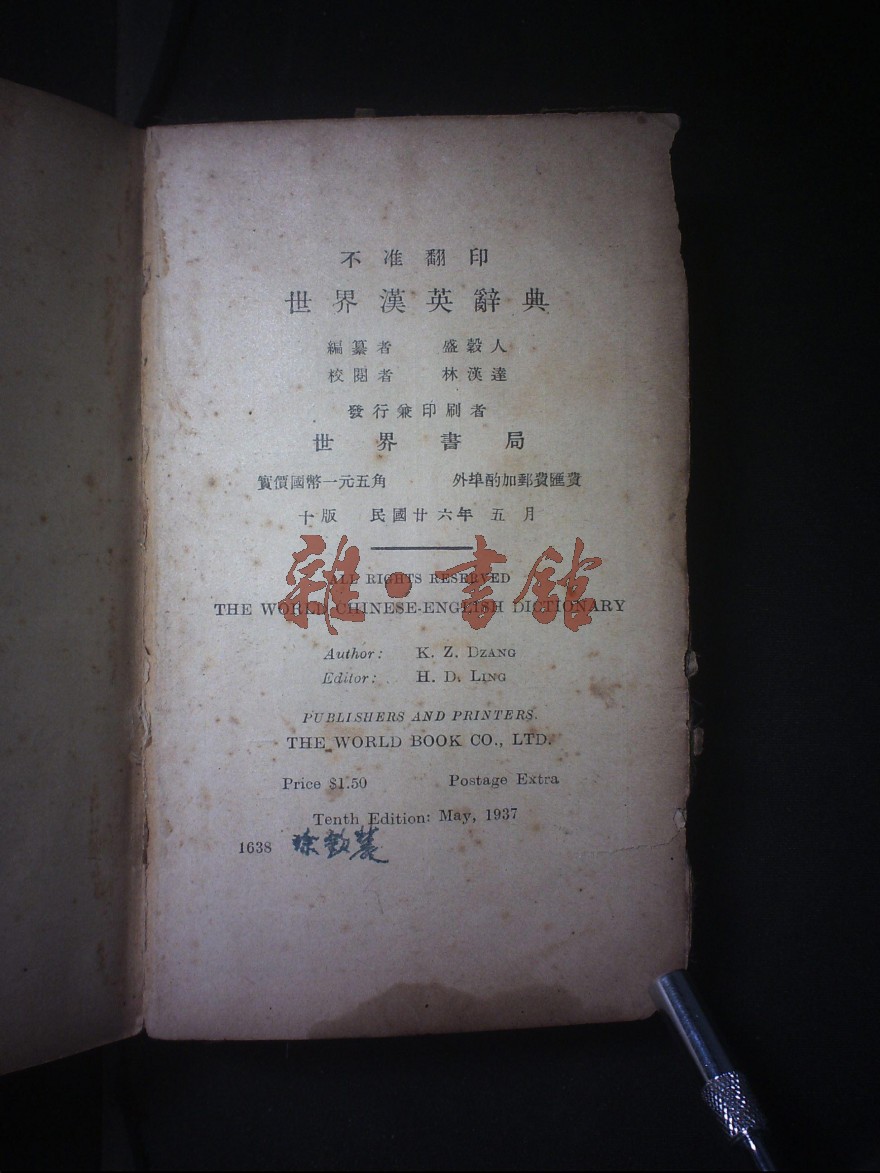 不准翻印
世界漢英辭典
編纂者 盛穀人
校閱者 林漢達
發行兼印刷者
世界書局
實價國幣一元五角 外埠酌加郵費匯費
十版 民國廿六年五月
ALL RIGHTS RESERVED
THE WORLD CHINESE-ENGLISH DICTIONARY
雜·書館
Author: K. Z. DZANG
Editor: H. D. LING
PUBLISHERS AND PRINTERS.
THE WORLD BOOK CO., LTD.
Price $1.50 Postage Extra
Tenth Edition: May, 1937
1638